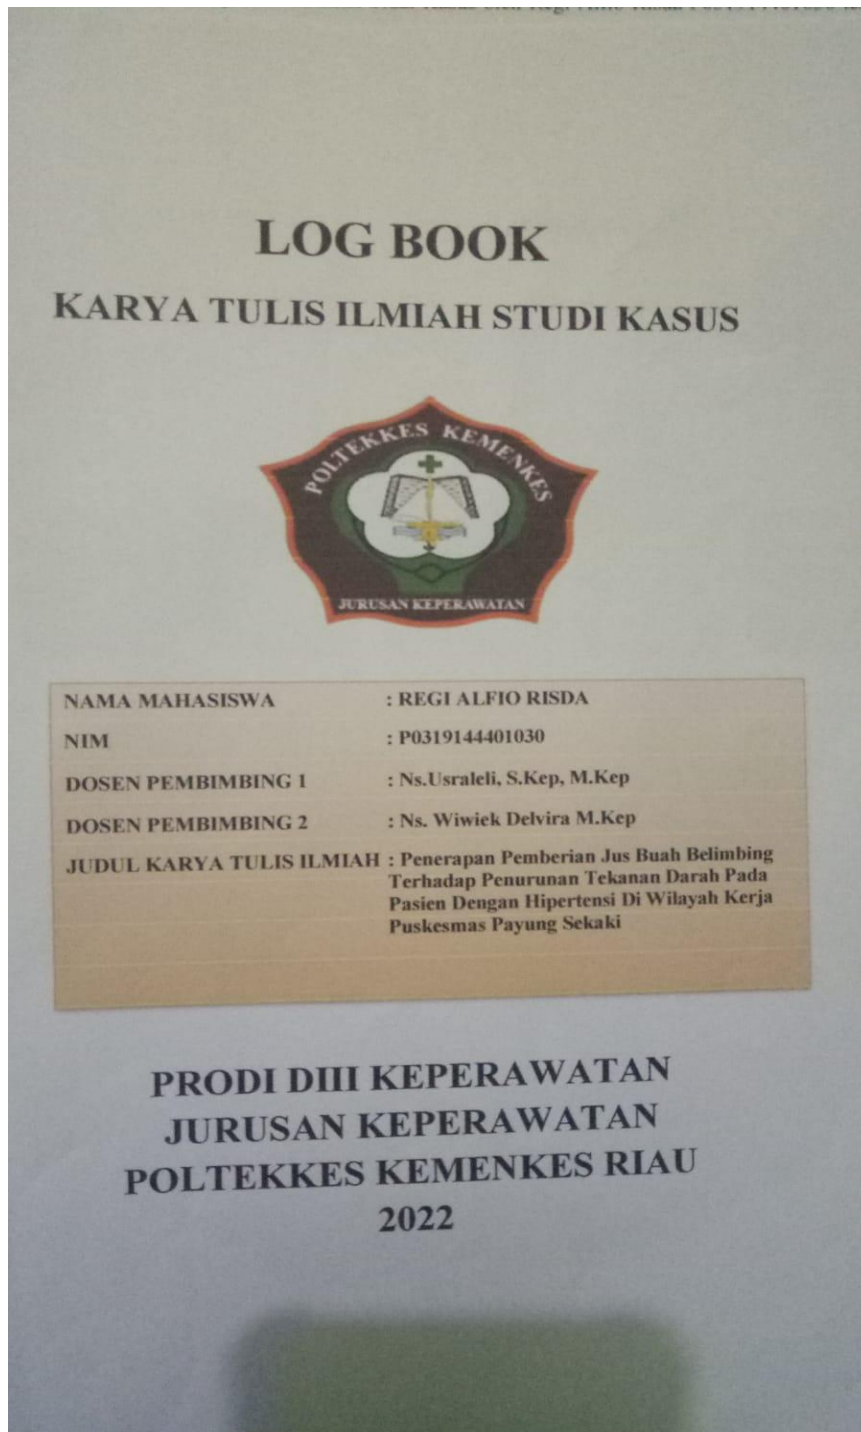 LOG BOOK
KARYA TULIS ILMIAH STUDI KASUS
POLTEKKES KEMENKES
JURUSAN KEPERAWATAN
NAMA MAHASISWA : REGI ALFIO RISDA
NIM : P0319144401030
DOSEN PEMBIMBING 1 : Ns.Usraleli, S.Kep, M.Kep
DOSEN PEMBIMBING 2 : Ns. Wiwiek Delvira M.Kep
JUDUL KARYA TULIS ILMIAH : Penerapan Pemberian Jus Buah Belimbing
Terhadap Penurunan Tekanan Darah Pada
Pasien Dengan Hipertensi Di Wilayah Kerja
Puskesmas Payung Sekaki
PRODI DIII KEPERAWATAN
JURUSAN KEPERAWATAN
POLTEKKES KEMENKES RIAU
2022